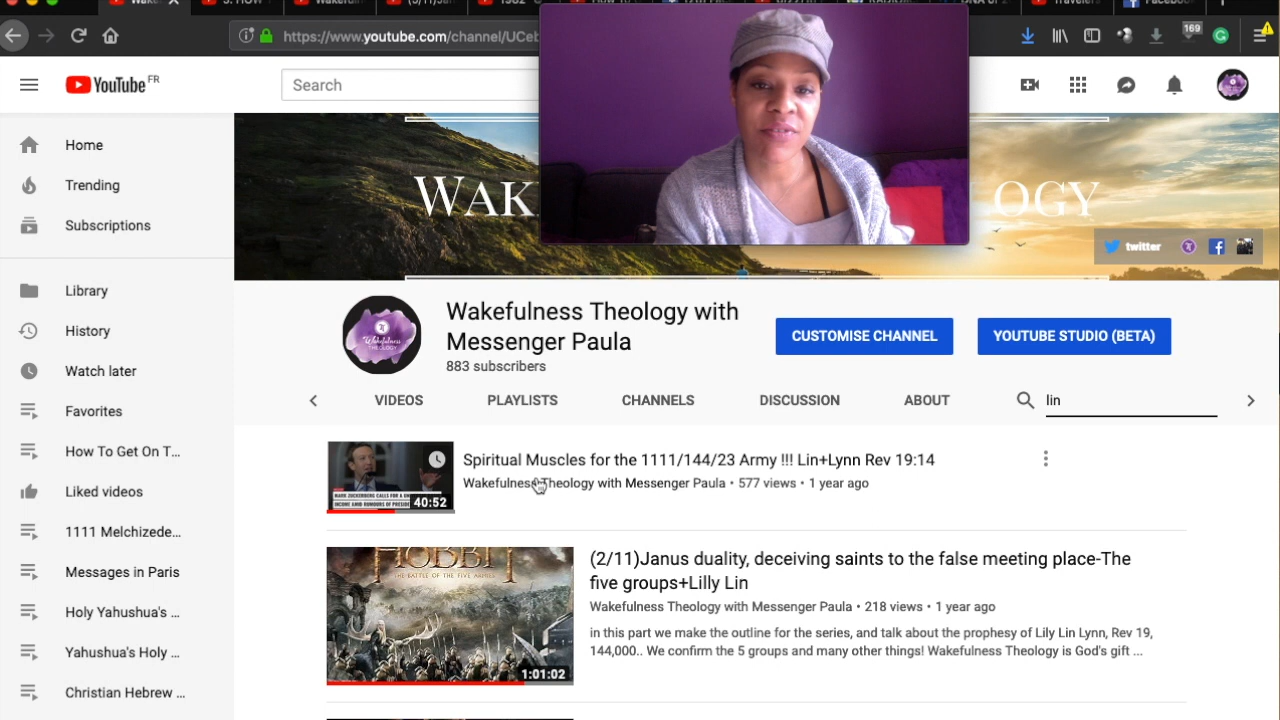 https://www.youtube.com/channel/UCeb
169
YouTube FR
Search
Home
Trending
Subscriptions
Library
History
Watch later
Favorites
How To Get On T...
Liked videos
1111 Melchizede...
Messages in Paris
Holy Yahushua's ...
Yahushua's Holy ...
Christian Hebrew ...
WAK
OGY
twitter
Wakefulness Theology with
Messenger Paula
883 subscribers
CUSTOMISE CHANNEL
YOUTUBE STUDIO (BETA)
VIDEOS
PLAYLISTS
CHANNELS
DISCUSSION
ABOUT
lin
40:52
Spiritual Muscles for the 1111/144/23 Army !!! Lin+Lynn Rev 19:14
Wakefulness Theology with Messenger Paula • 577 views • 1 year ago
HOBBIT
THE BATTLE OF THE FIVE ARMIES
1:01:02
(2/11)Janus duality, deceiving saints to the false meeting place-The
five groups+Lilly Lin
Wakefulness Theology with Messenger Paula • 218 views • 1 year ago
in this part we make the outline for the series, and talk about the prophesy of Lily Lin Lynn, Rev 19,
144,000.. We confirm the 5 groups and many other things! Wakefulness Theology is God's gift ...